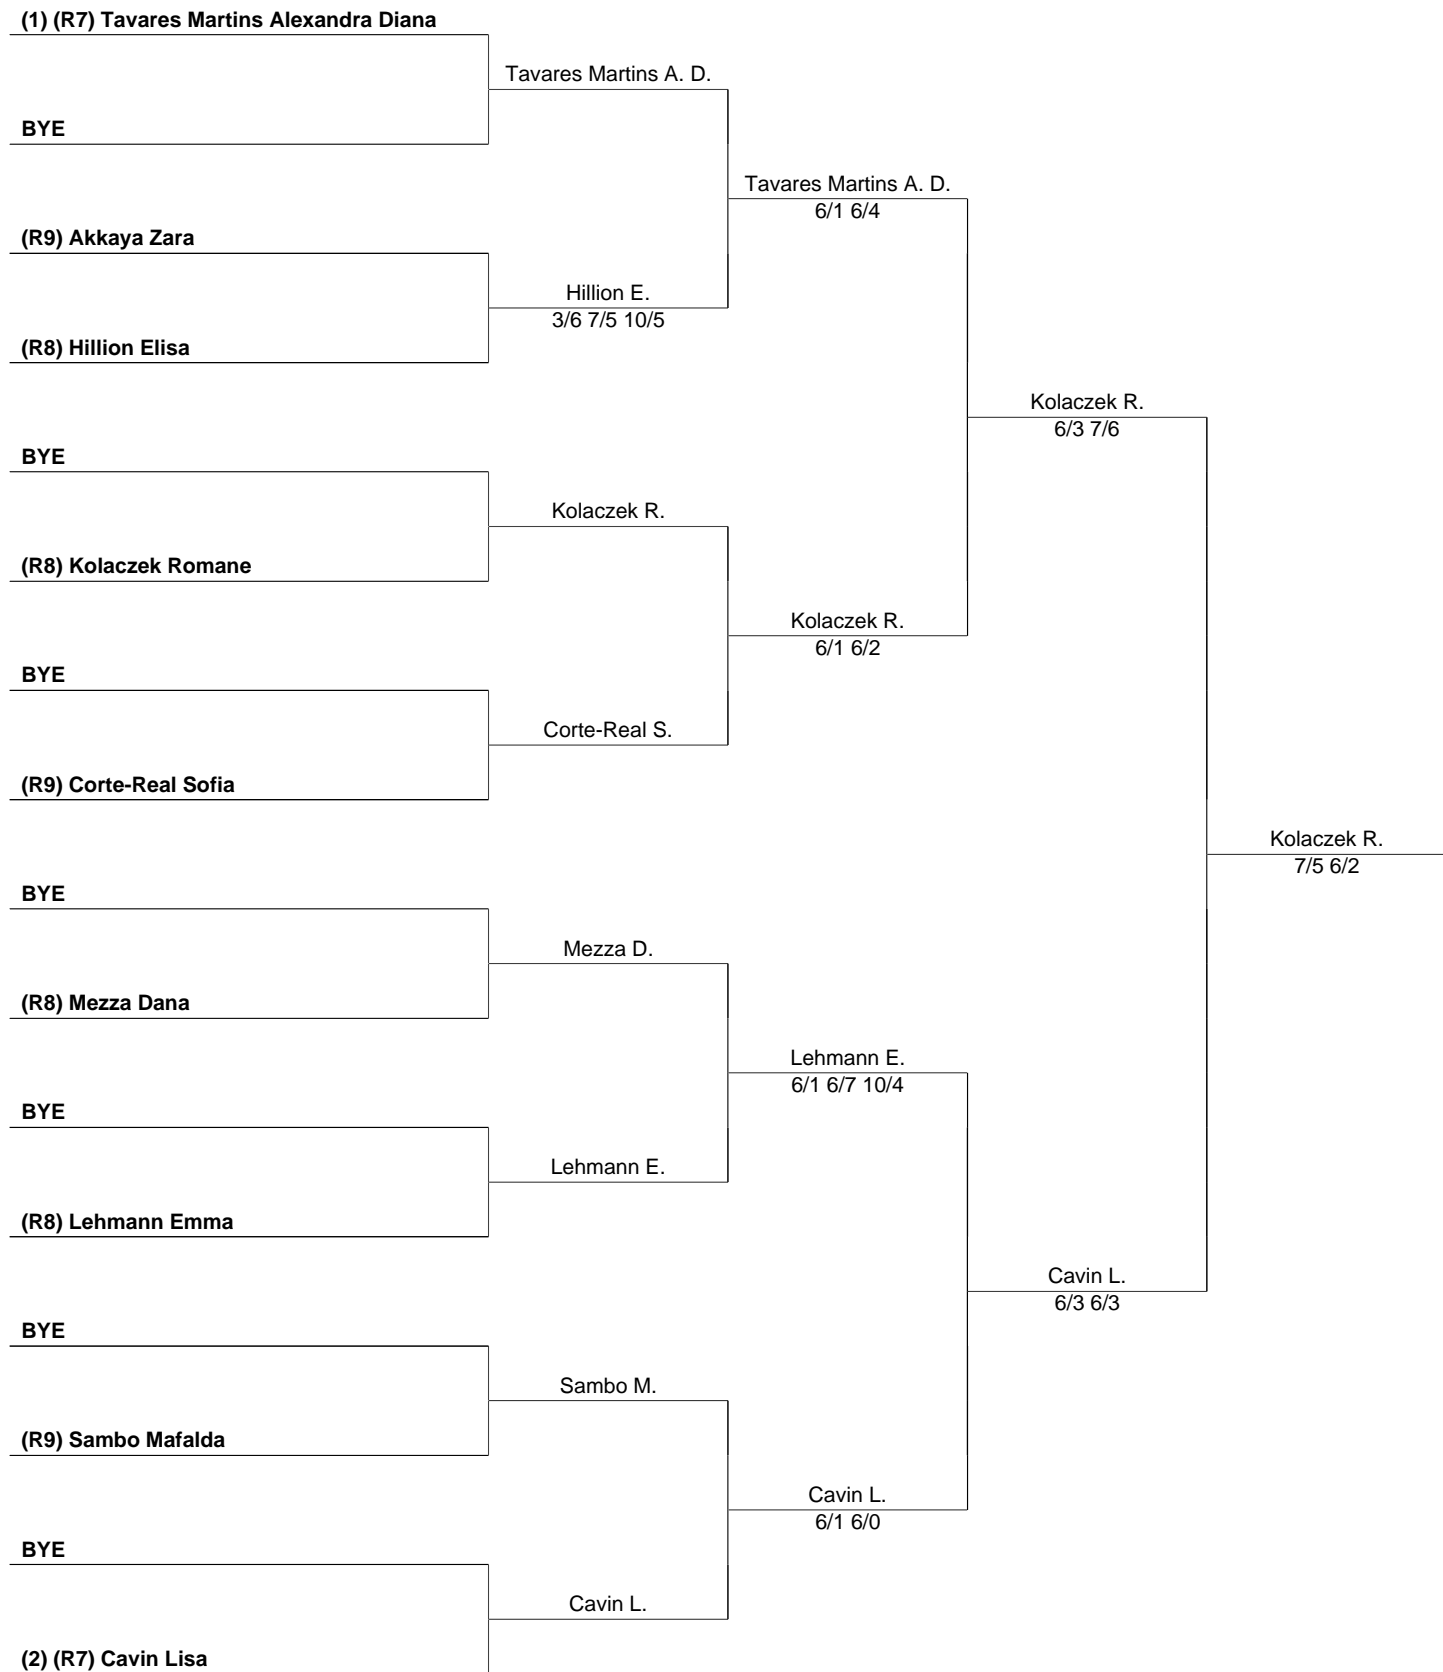 (1) (R7) Tavares Martins Alexandra Diana
Tavares Martins A. D.
BYE
Tavares Martins A. D.
6/1 6/4
(R9) Akkaya Zara
Hillion E.
3/6 7/5 10/5
(R8) Hillion Elisa
Kolaczek R.
6/3 7/6
BYE
Kolaczek R.
(R8) Kolaczek Romane
Kolaczek R.
6/1 6/2
BYE
Corte-Real S.
(R9) Corte-Real Sofia
Kolaczek R.
7/5 6/2
BYE
Mezza D.
(R8) Mezza Dana
Lehmann E.
6/1 6/7 10/4
BYE
Lehmann E.
(R8) Lehmann Emma
Cavin L.
6/3 6/3
BYE
Sambo M.
(R9) Sambo Mafalda
Cavin L.
6/1 6/0
BYE
Cavin L.
(2) (R7) Cavin Lisa